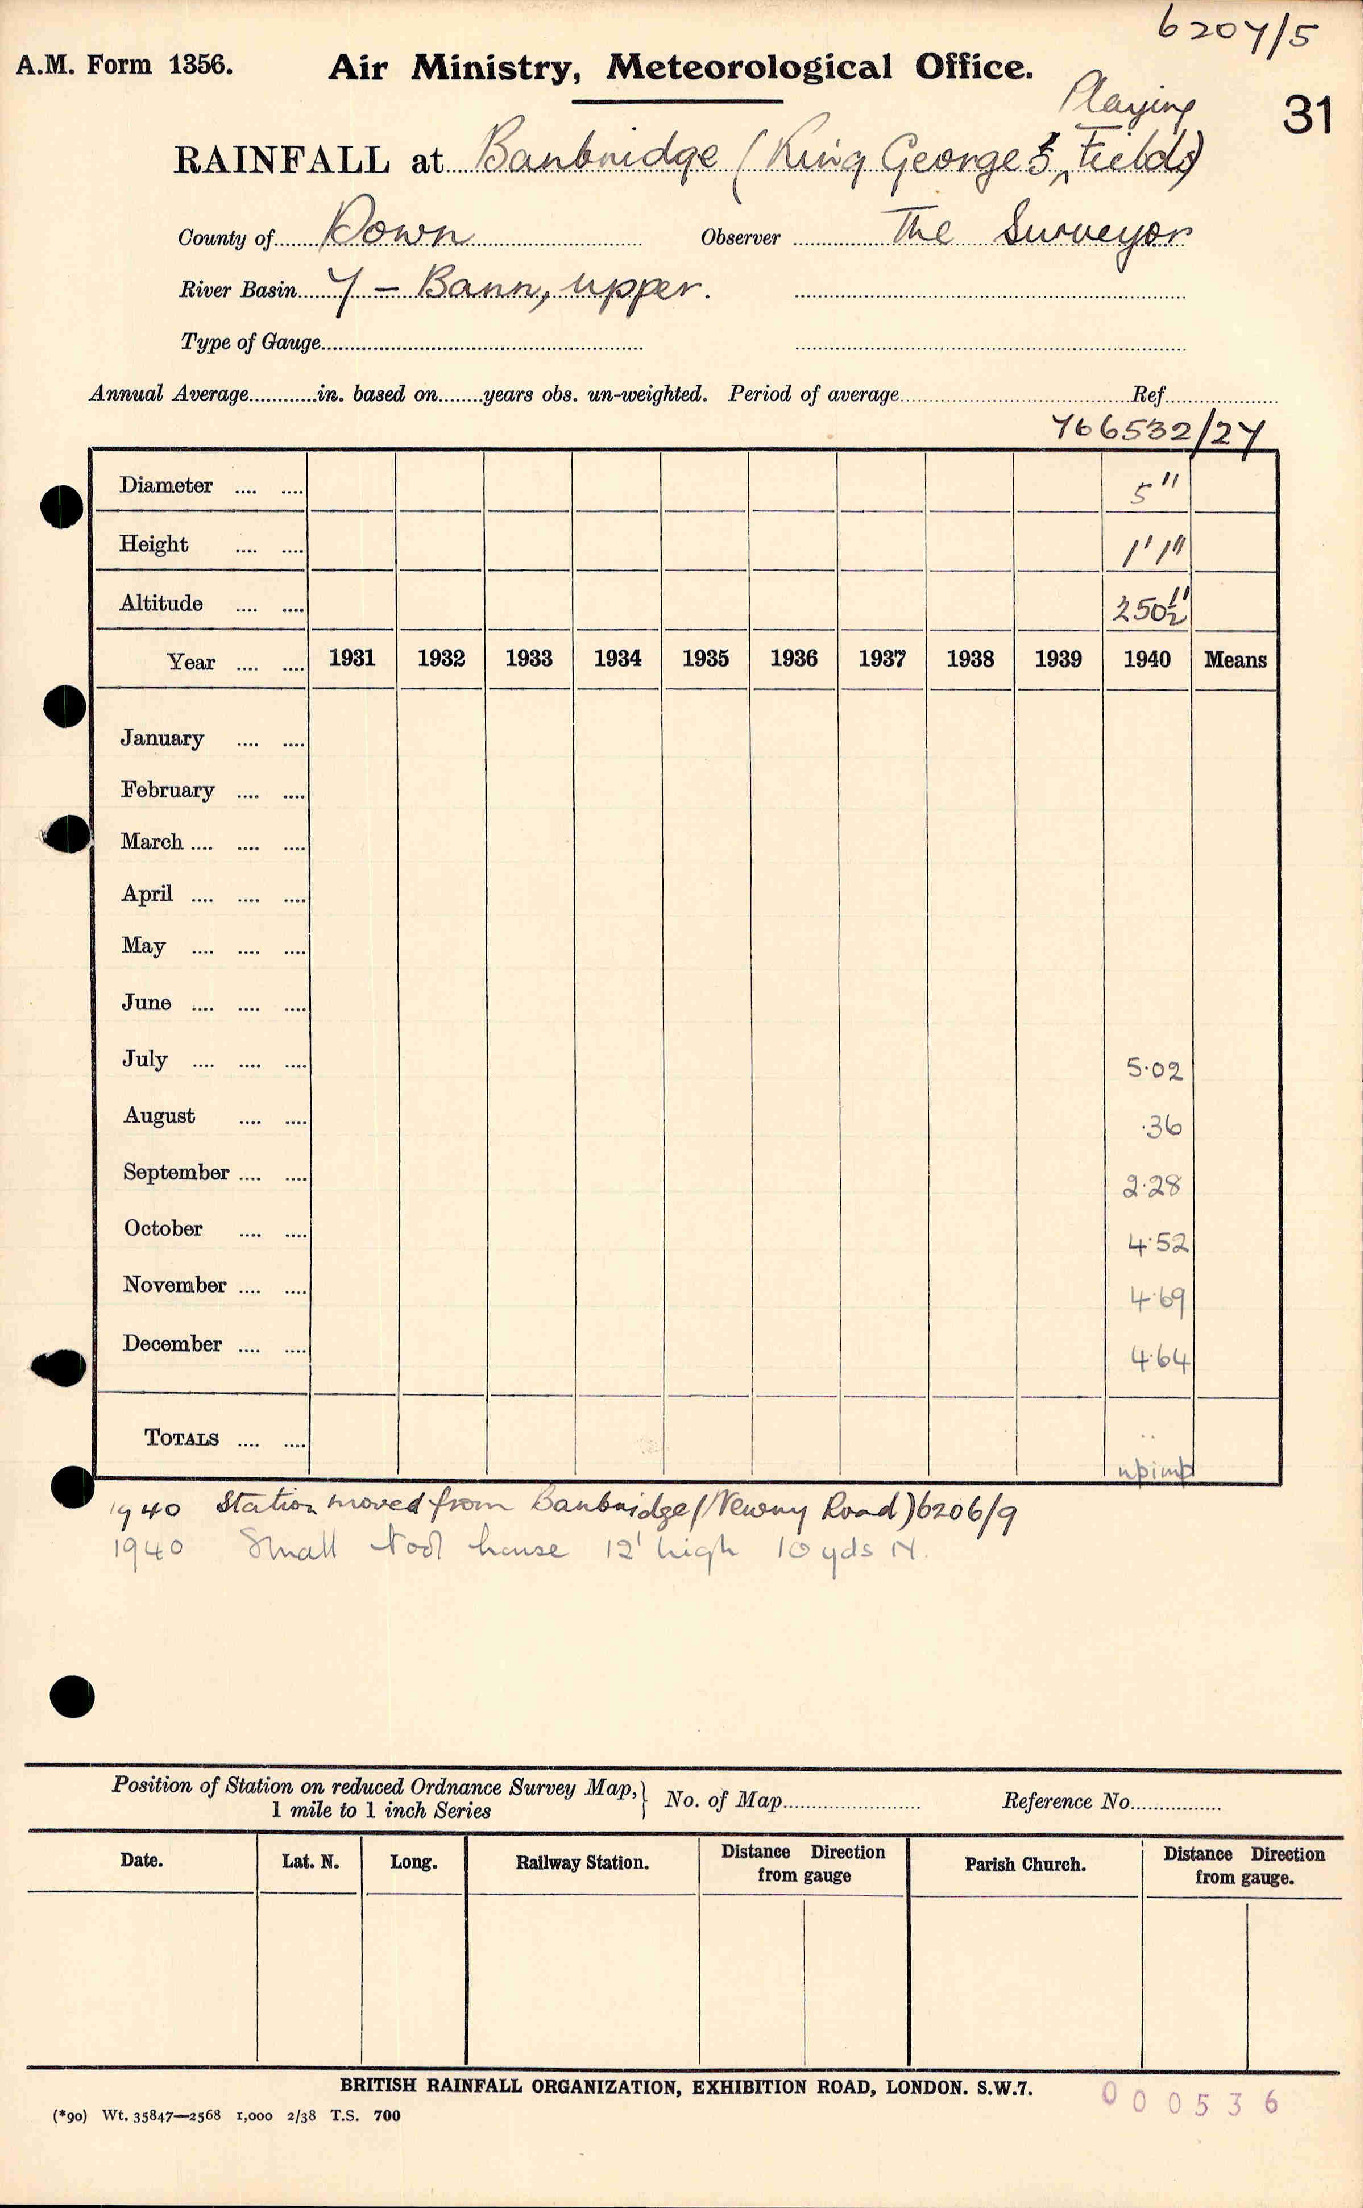 6207/5
A.M. Form 1356. Air Ministry, Meteorological Office.
31
Playing
RAINFALL at Banbridge (King George's Fields)
County of Down Observer The Surveyor
River Basin 7 – Bann, upper.
Type of Gauge
Annual Average in. based on years obs. un-weighted. Period of average Ref
766532/27
Diameter 5"
Height 1' 1"
Altitude
Year 1931 1932 1933 1934 1935 1936 1937 1938 1939 1940 Means
January
February
March
April
May
June
July 5·02
August ·36
September 2·28
October 4·52
November 4·69
December 4·64
TOTALS
1940 Station moved from Banbridge (Newry Road) 6206/9
1940 Small tool house 12' high 10 yds N.
Position of Station on reduced Ordnance Survey Map, } No. of Map Reference No.
1 mile to 1 inch Series
Date. Lat. N. Long. Railway Station. Distance Direction from gauge Parish Church. Distance Direction from gauge.
BRITISH RAINFALL ORGANIZATION, EXHIBITION ROAD, LONDON. S.W.7.
000536
(*90) Wt. 35847—2568 1,000 2/38 T.S. 700